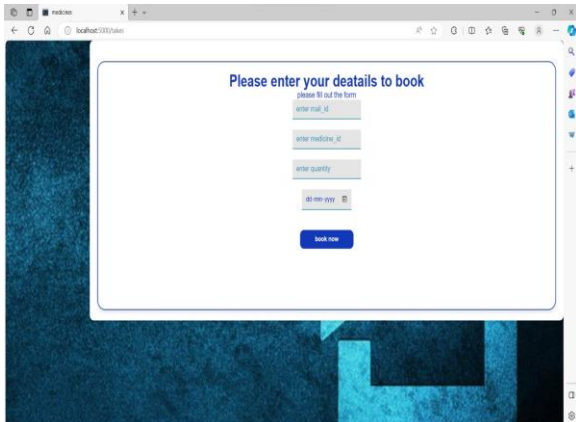 medicines
localhost:5000/takes
Please enter your deatails to book
please fill out the form
enter mail_id
enter medicine_id
enter quantity
dd-mm-yyyy
book now